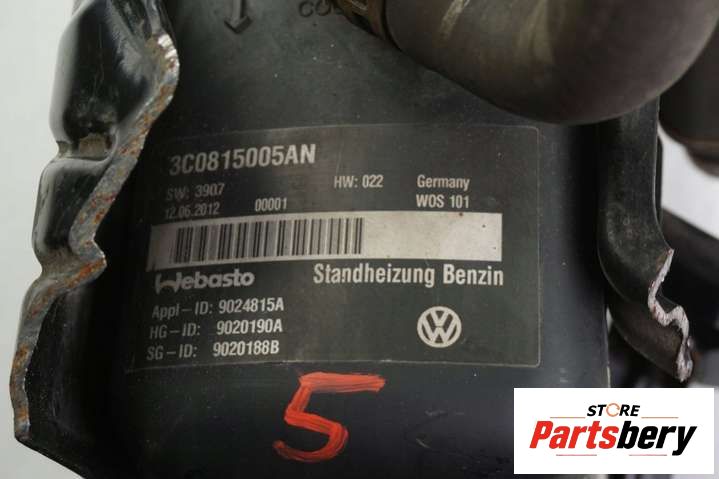 3C0815005AN
SW: 3907 HW: 022 Germany
12.06.2012 00001 WOS 101
Webasto Standheizung Benzin
Appl-ID: 9024815A
HG-ID: 9020190A
SG-ID: 9020188B
VW
5
STORE
Partsbery